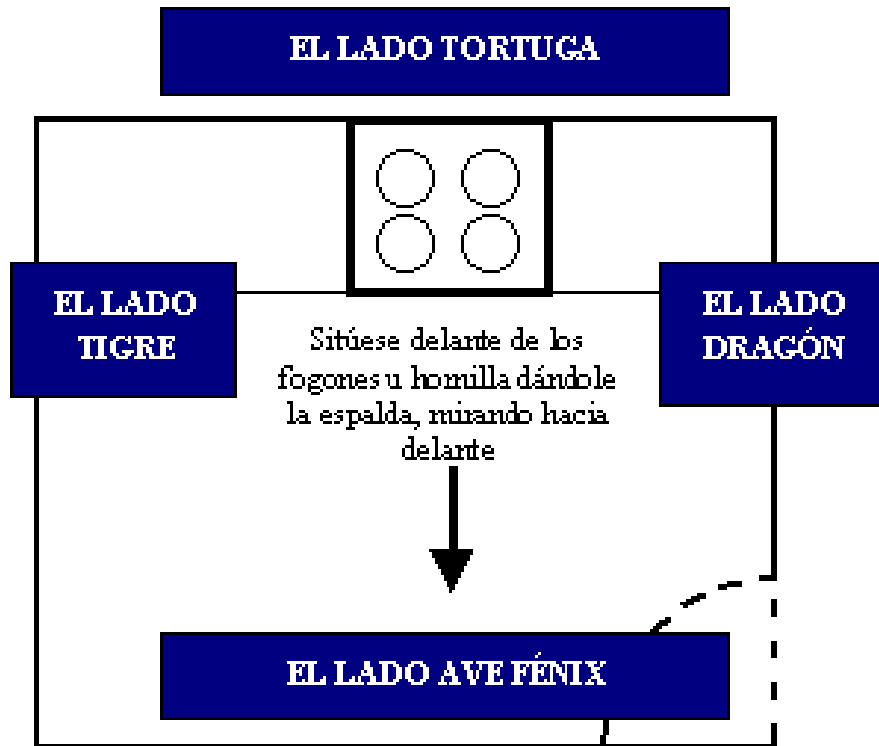 EL LADO TORTUGA
EL LADO
TIGRE
EL LADO
DRAGÓN
Sitúese delante de los
fogones u hornilla dándole
la espalda, mirando hacia
delante
EL LADO AVE FÉNIX